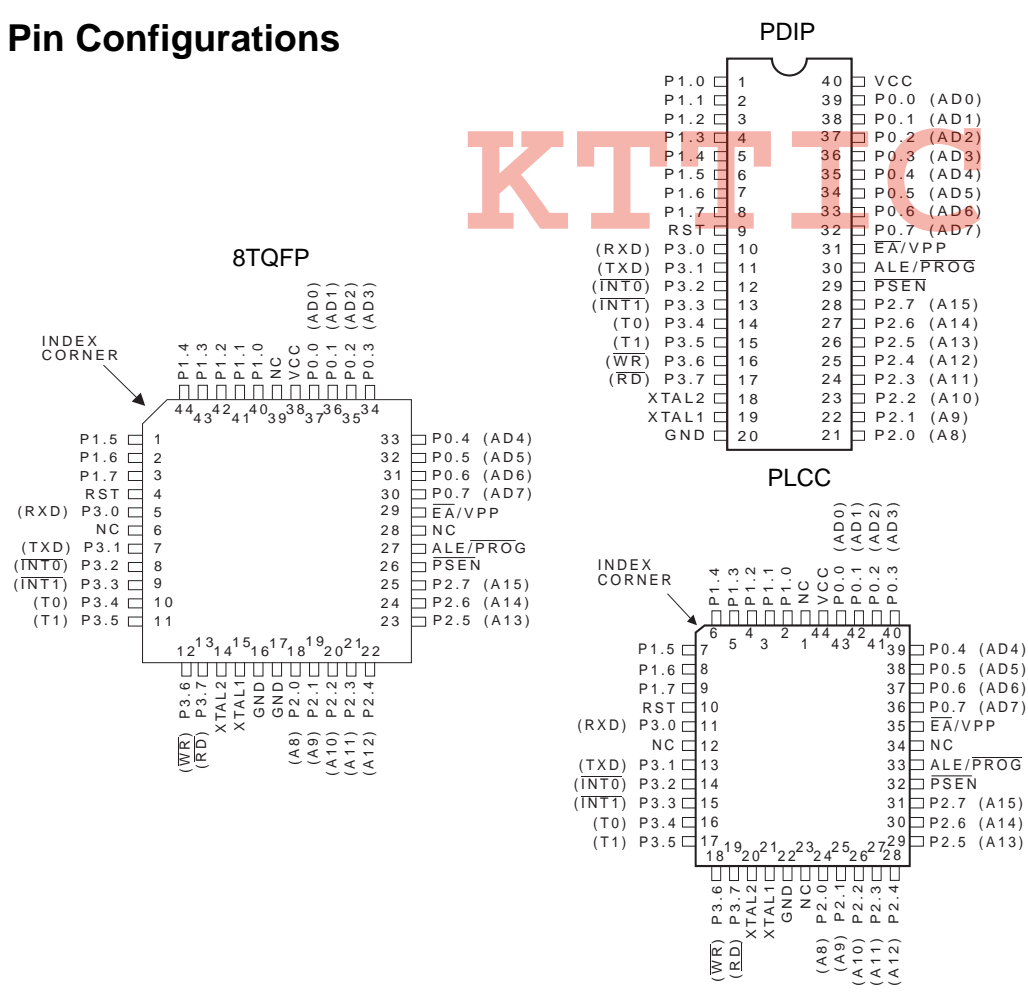 Pin Configurations
PDIP
P1.0 1 40 VCC
P1.1 2 39 P0.0 (AD0)
P1.2 3 38 P0.1 (AD1)
P1.3 4 37 P0.2 (AD2)
P1.4 5 36 P0.3 (AD3)
P1.5 6 35 P0.4 (AD4)
P1.6 7 34 P0.5 (AD5)
P1.7 8 33 P0.6 (AD6)
RST 9 32 P0.7 (AD7)
(RXD) P3.0 10 31 EA/VPP
(TXD) P3.1 11 30 ALE/PROG
(INT0) P3.2 12 29 PSEN
(INT1) P3.3 13 28 P2.7 (A15)
(T0) P3.4 14 27 P2.6 (A14)
(T1) P3.5 15 26 P2.5 (A13)
(WR) P3.6 16 25 P2.4 (A12)
(RD) P3.7 17 24 P2.3 (A11)
XTAL2 18 23 P2.2 (A10)
XTAL1 19 22 P2.1 (A9)
GND 20 21 P2.0 (A8)
KTTIC
8TQFP
INDEX
CORNER
P1.4 P1.3 P1.2 P1.1 P1.0 NC VCC P0.0 (AD0) P0.1 (AD1) P0.2 (AD2) P0.3 (AD3)
44 43 42 41 40 39 38 37 36 35 34
P1.5 1 33 P0.4 (AD4)
P1.6 2 32 P0.5 (AD5)
P1.7 3 31 P0.6 (AD6)
RST 4 30 P0.7 (AD7)
(RXD) P3.0 5 29 EA/VPP
NC 6 28 NC
(TXD) P3.1 7 27 ALE/PROG
(INT0) P3.2 8 26 PSEN
(INT1) P3.3 9 25 P2.7 (A15)
(T0) P3.4 10 24 P2.6 (A14)
(T1) P3.5 11 23 P2.5 (A13)
12 13 14 15 16 17 18 19 20 21 22
(WR) P3.6 (RD) P3.7 XTAL2 XTAL1 GND GND (A8) P2.0 (A9) P2.1 (A10) P2.2 (A11) P2.3 (A12) P2.4
PLCC
INDEX
CORNER
P1.4 P1.3 P1.2 P1.1 P1.0 NC VCC P0.0 (AD0) P0.1 (AD1) P0.2 (AD2) P0.3 (AD3)
6 5 4 3 2 1 44 43 42 41 40
P1.5 7 39 P0.4 (AD4)
P1.6 8 38 P0.5 (AD5)
P1.7 9 37 P0.6 (AD6)
RST 10 36 P0.7 (AD7)
(RXD) P3.0 11 35 EA/VPP
NC 12 34 NC
(TXD) P3.1 13 33 ALE/PROG
(INT0) P3.2 14 32 PSEN
(INT1) P3.3 15 31 P2.7 (A15)
(T0) P3.4 16 30 P2.6 (A14)
(T1) P3.5 17 29 P2.5 (A13)
18 19 20 21 22 23 24 25 26 27 28
(WR) P3.6 (RD) P3.7 XTAL2 XTAL1 GND NC (A8) P2.0 (A9) P2.1 (A10) P2.2 (A11) P2.3 (A12) P2.4